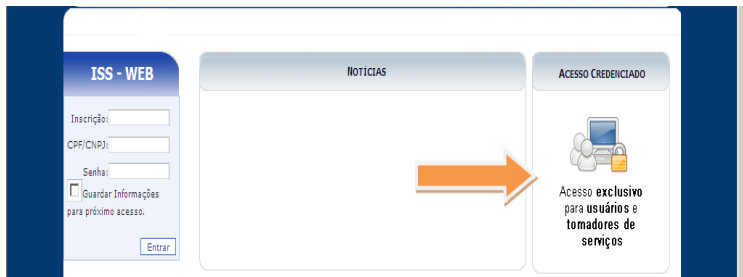 ISS - WEB
Inscrição:
CPF/CNPJ:
Senha:
Guardar Informações
para próximo acesso.
Entrar
NOTÍCIAS
ACESSO CREDENCIADO
Acesso exclusivo
para usuários e
tomadores de
serviços